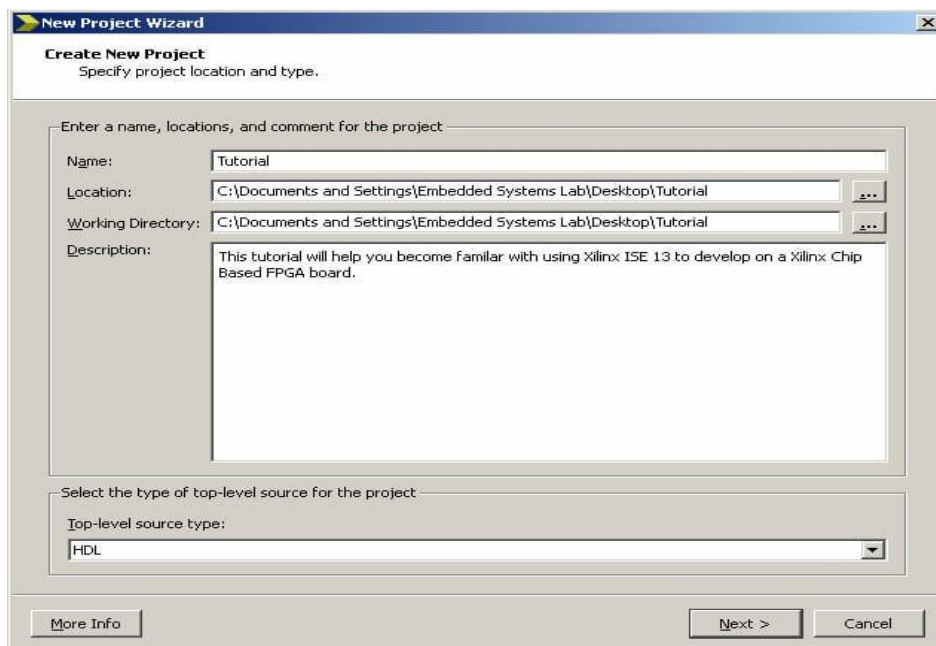 New Project Wizard
Create New Project
Specify project location and type.
Enter a name, locations, and comment for the project
Name:
Tutorial
Location:
C:\Documents and Settings\Embedded Systems Lab\Desktop\Tutorial
...
Working Directory:
C:\Documents and Settings\Embedded Systems Lab\Desktop\Tutorial
...
Description:
This tutorial will help you become familar with using Xilinx ISE 13 to develop on a Xilinx Chip
Based FPGA board.
Select the type of top-level source for the project
Top-level source type:
HDL
More Info
Next >
Cancel